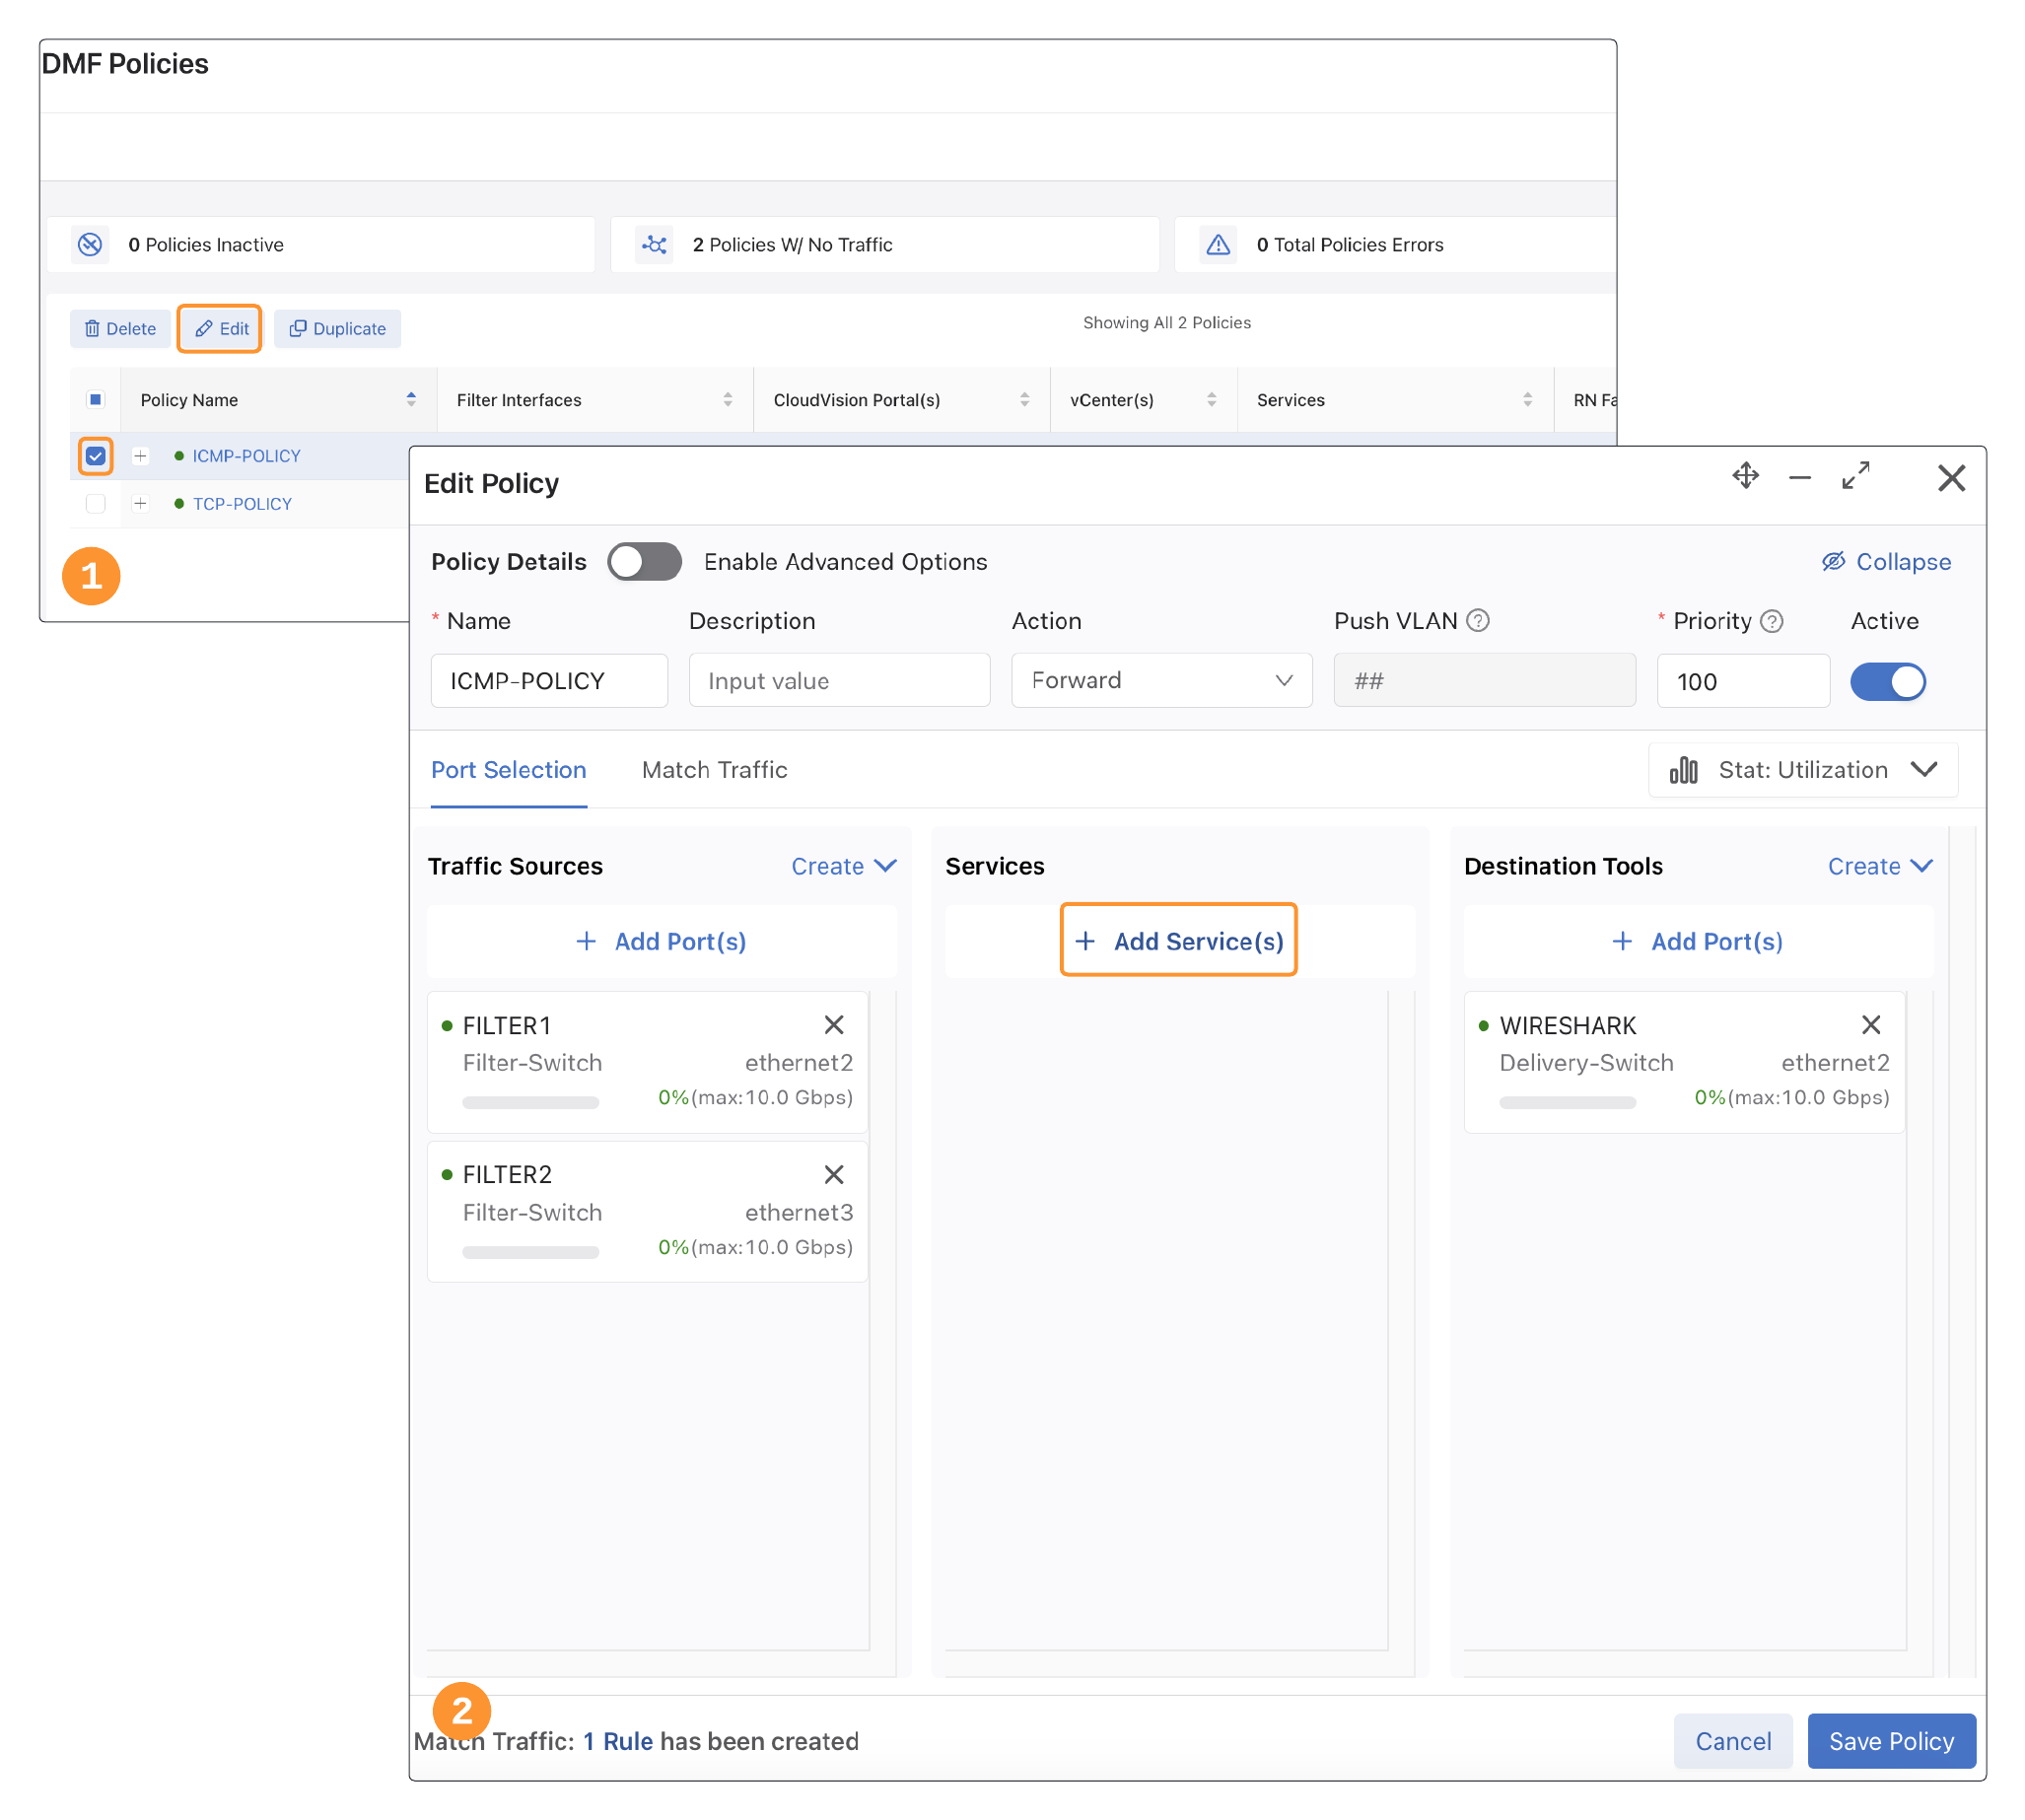 DMF Policies
0 Policies Inactive
2 Policies W/ No Traffic
0 Total Policies Errors
Delete
Edit
Duplicate
Showing All 2 Policies
Policy Name
Filter Interfaces
CloudVision Portal(s)
vCenter(s)
Services
RN Fa
ICMP-POLICY
TCP-POLICY
1
Edit Policy
Policy Details
Enable Advanced Options
Collapse
* Name
Description
Action
Push VLAN ?
* Priority ?
Active
ICMP-POLICY
Input value
Forward
##
100
Port Selection
Match Traffic
Stat: Utilization
Traffic Sources
Create
+ Add Port(s)
FILTER1
Filter-Switch ethernet2
0%(max:10.0 Gbps)
FILTER2
Filter-Switch ethernet3
0%(max:10.0 Gbps)
Services
+ Add Service(s)
Destination Tools
Create
+ Add Port(s)
WIRESHARK
Delivery-Switch ethernet2
0%(max:10.0 Gbps)
2
Match Traffic: 1 Rule has been created
Cancel
Save Policy